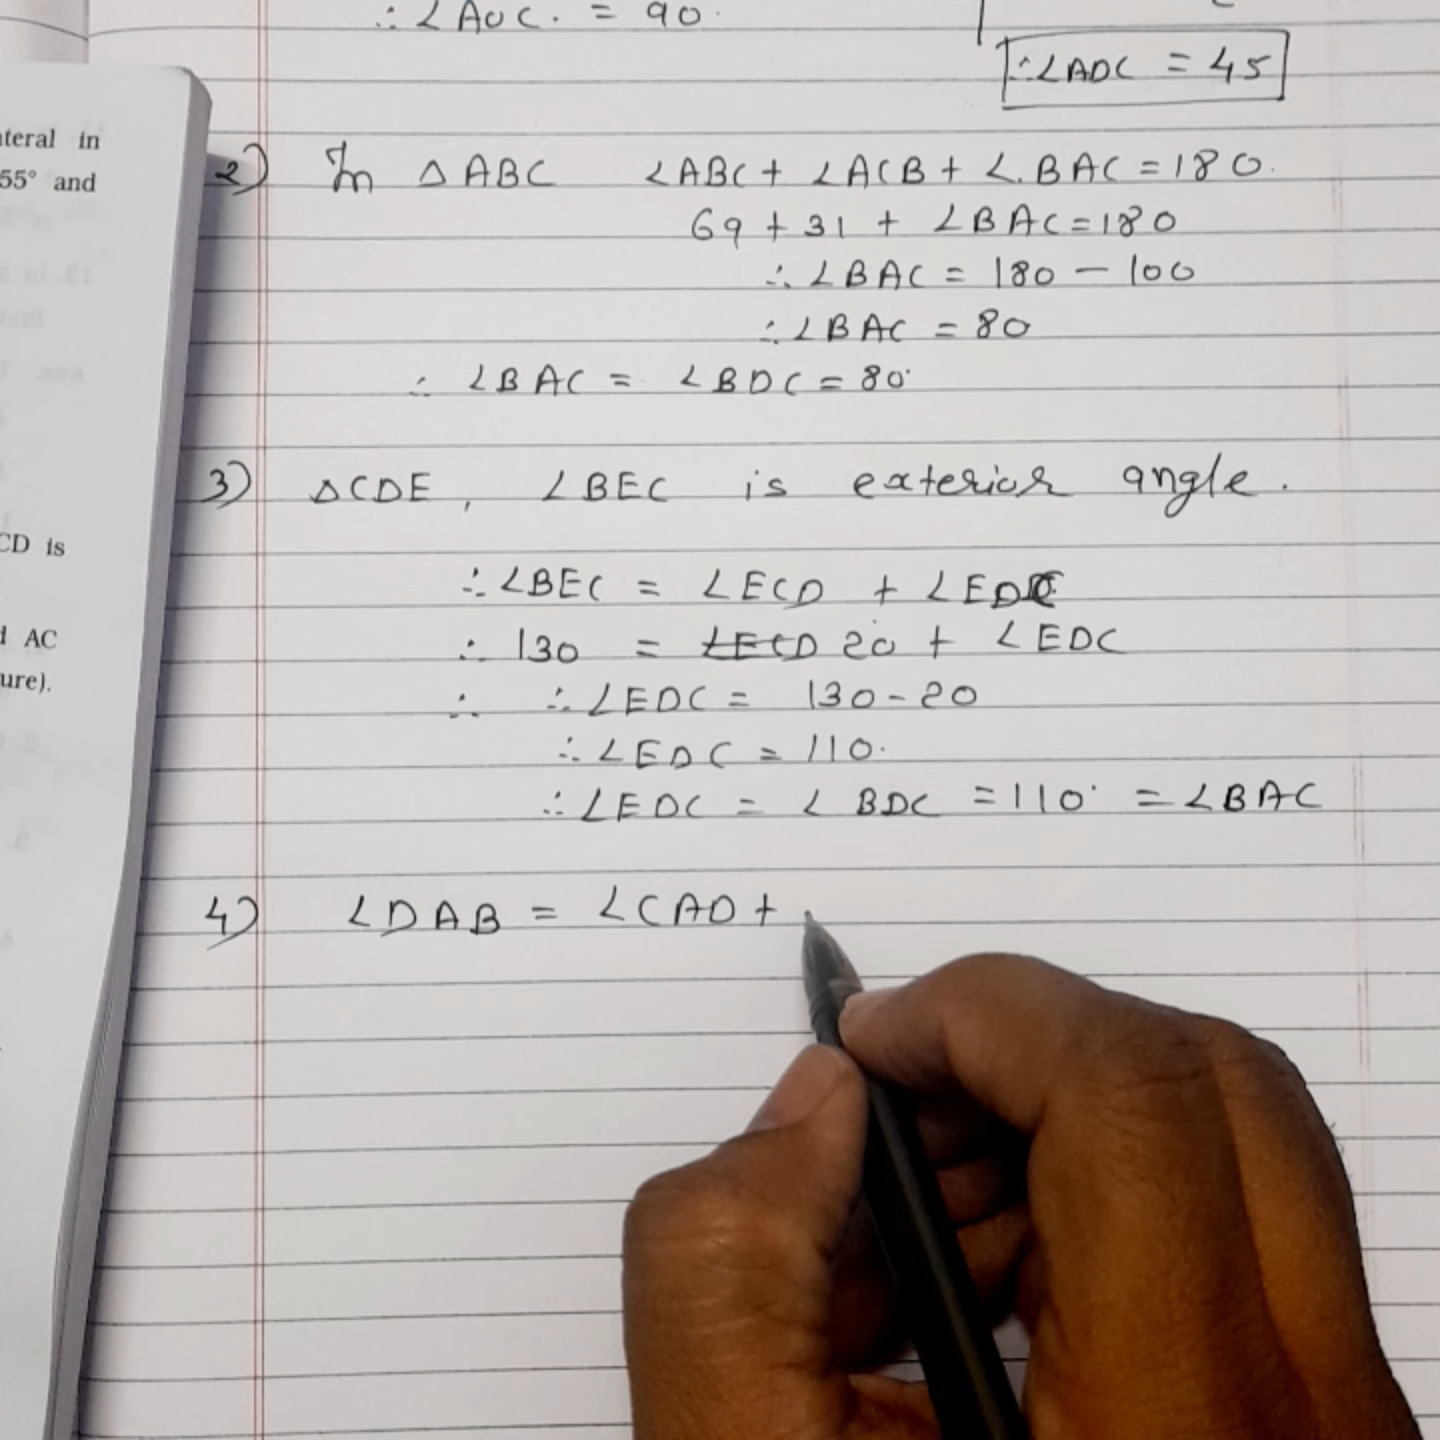 ∴ ∠AOC. = 90.
∴∠ADC = 45
ateral in
55° and
CD is
d AC
ure).
2) In △ABC ∠ABC + ∠ACB + ∠.BAC = 180.
69 + 31 + ∠BAC = 180
∴ ∠BAC = 180 - 100
∴ ∠BAC = 80
∴ ∠BAC = ∠BDC = 80°
3) △CDE, ∠BEC is exterior angle.
∴ ∠BEC = ∠ECD + ∠EDC
∴ 130 = ∠ECD 20 + ∠EDC
∴ ∴ ∠EDC = 130 - 20
∴ ∠EDC = 110.
∴ ∠EDC = ∠BDC = 110° = ∠BAC
4) ∠DAB = ∠CAD +